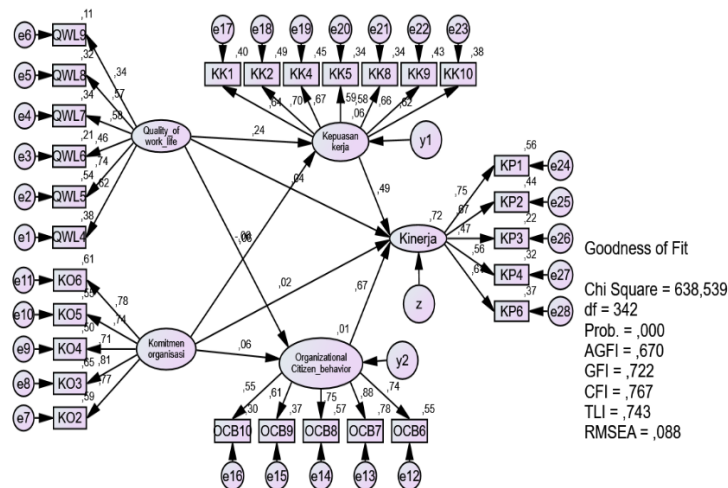 e6 QWL9 ,11
e5 QWL8 ,32
e4 QWL7 ,34
e3 QWL6 ,21
e2 QWL5 ,54
e1 QWL4 ,38
,34
,57
,58
,46
,74
,62
Quality_of
work_life
e17 e18 e19 e20 e21 e22 e23
,40 ,49 ,45 ,34 ,34 ,43 ,38
KK1 KK2 KK4 KK5 KK8 KK9 KK10
,64 ,70 ,67 ,59 ,58 ,66 ,62
,06
Kepuasan
kerja
y1
,24
,04
,49
e11 KO6 ,61
e10 KO5 ,55
e9 KO4 ,50
e8 KO3 ,65
e7 KO2 ,59
,78
,74
,71
,81
,77
Komitmen
organisasi
,02
,06
,67
,72
Kinerja
z
,56
KP1 e24
,44
KP2 e25
,22
KP3 e26
,32
KP4 e27
,37
KP6 e28
,75
,67
,47
,56
,01
Organizational
Citizen_behavior
y2
,55 ,61 ,75 ,88 ,74
,30 ,37 ,57 ,78 ,55
OCB10 OCB9 OCB8 OCB7 OCB6
e16 e15 e14 e13 e12
Goodness of Fit
Chi Square = 638,539
df = 342
Prob. = ,000
AGFI = ,670
GFI = ,722
CFI = ,767
TLI = ,743
RMSEA = ,088